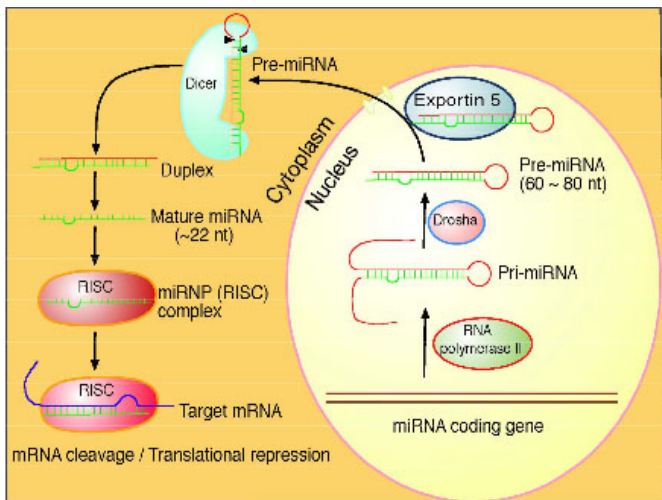 Pre-miRNA
Dicer
Exportin 5
Cytoplasm
Nucleus
Duplex
Pre-miRNA
(60 ~ 80 nt)
Mature miRNA
(~22 nt)
Drosha
RISC
miRNP (RISC)
complex
Pri-miRNA
RNA
polymerase II
RISC
Target mRNA
miRNA coding gene
mRNA cleavage / Translational repression